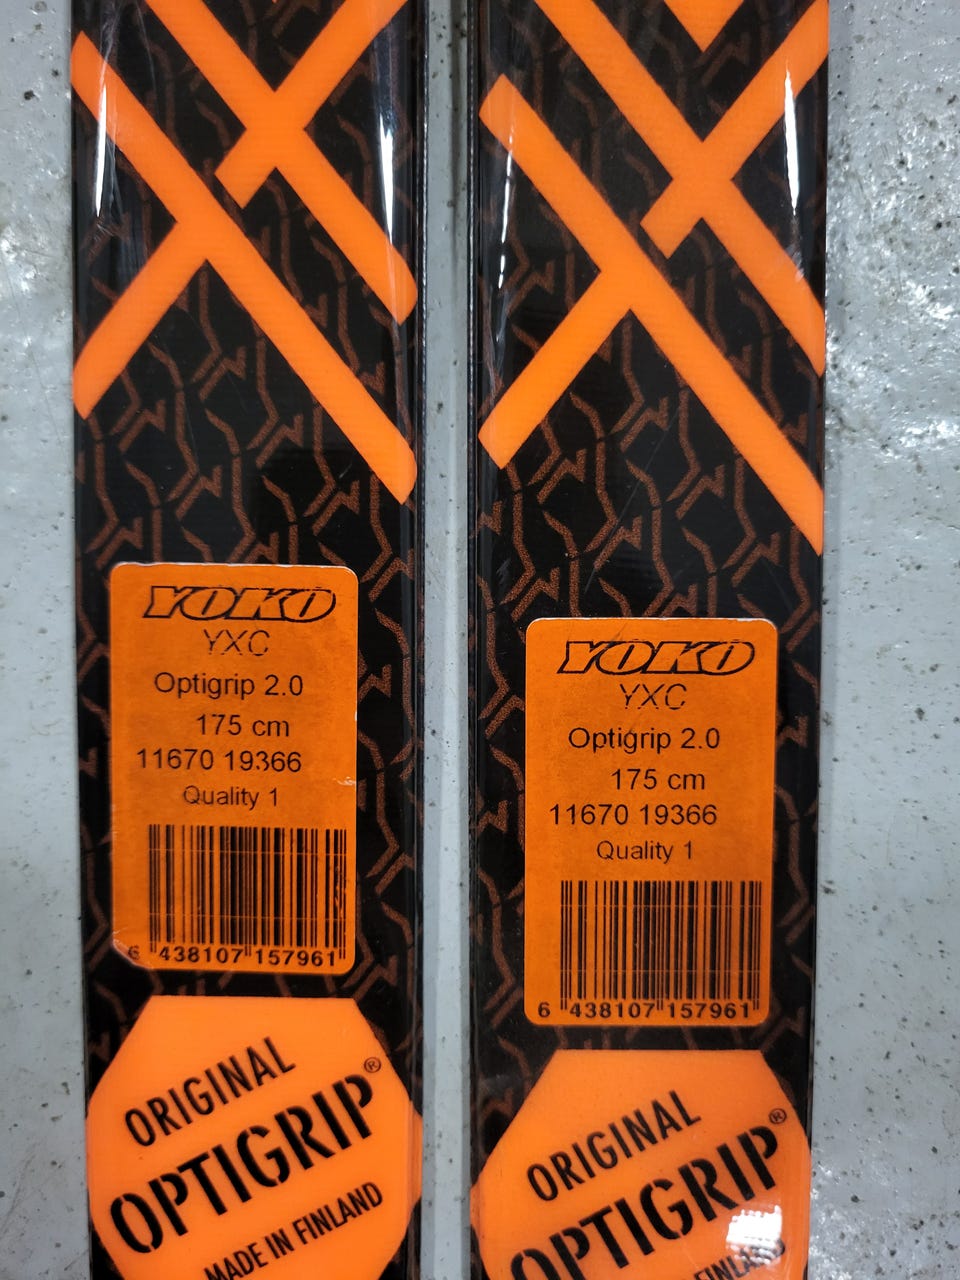 YOKO
YXC
Optigrip 2.0
175 cm
11670 19366
Quality 1
6 438107 157961
ORIGINAL
OPTIGRIP®
MADE IN FINLAND
YOKO
YXC
Optigrip 2.0
175 cm
11670 19366
Quality 1
6 438107 157961
ORIGINAL
OPTIGRIP®
FINLAND